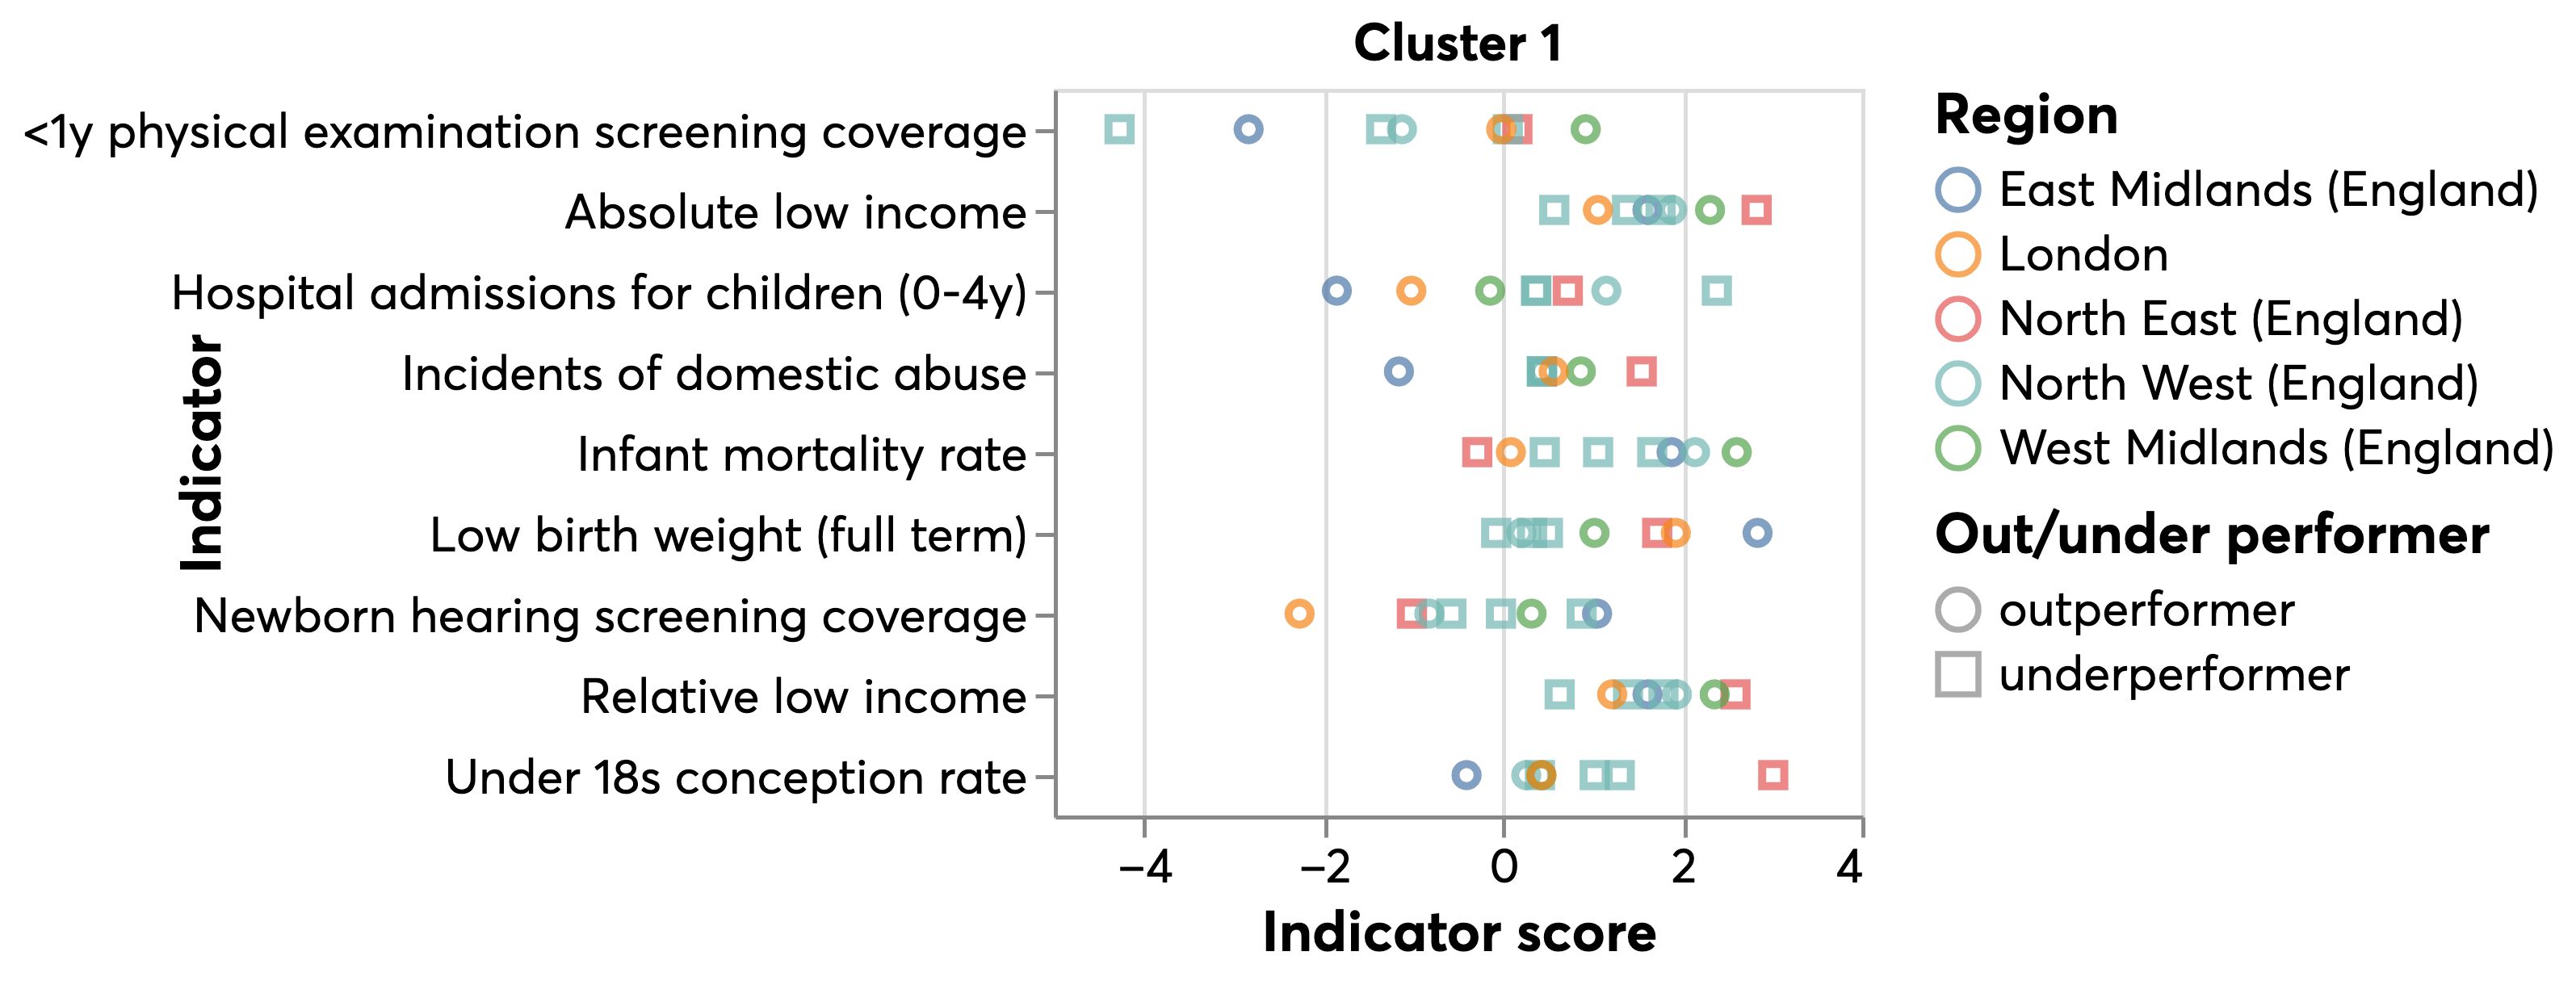 Cluster 1
Indicator
<1y physical examination screening coverage
Absolute low income
Hospital admissions for children (0-4y)
Incidents of domestic abuse
Infant mortality rate
Low birth weight (full term)
Newborn hearing screening coverage
Relative low income
Under 18s conception rate
−4 −2 0 2 4
Indicator score
Region
East Midlands (England)
London
North East (England)
North West (England)
West Midlands (England)
Out/under performer
outperformer
underperformer